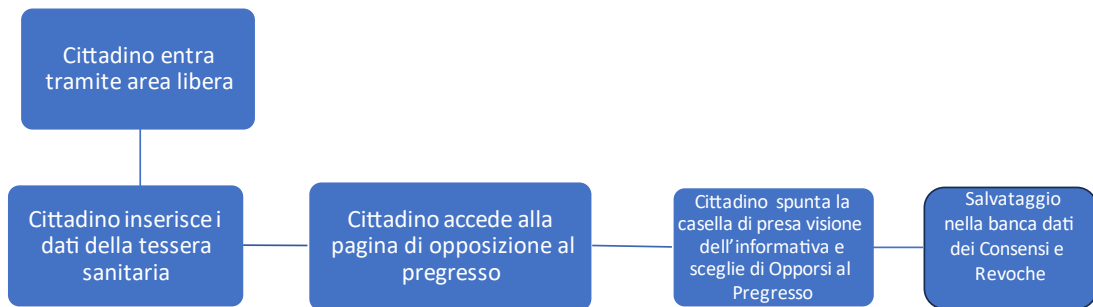 Cittadino entra
tramite area libera
Cittadino inserisce i
dati della tessera
sanitaria
Cittadino accede alla
pagina di opposizione al
pregresso
Cittadino spunta la
casella di presa visione
dell'informativa e
sceglie di Opporsi al
Pregresso
Salvataggio
nella banca dati
dei Consensi e
Revoche